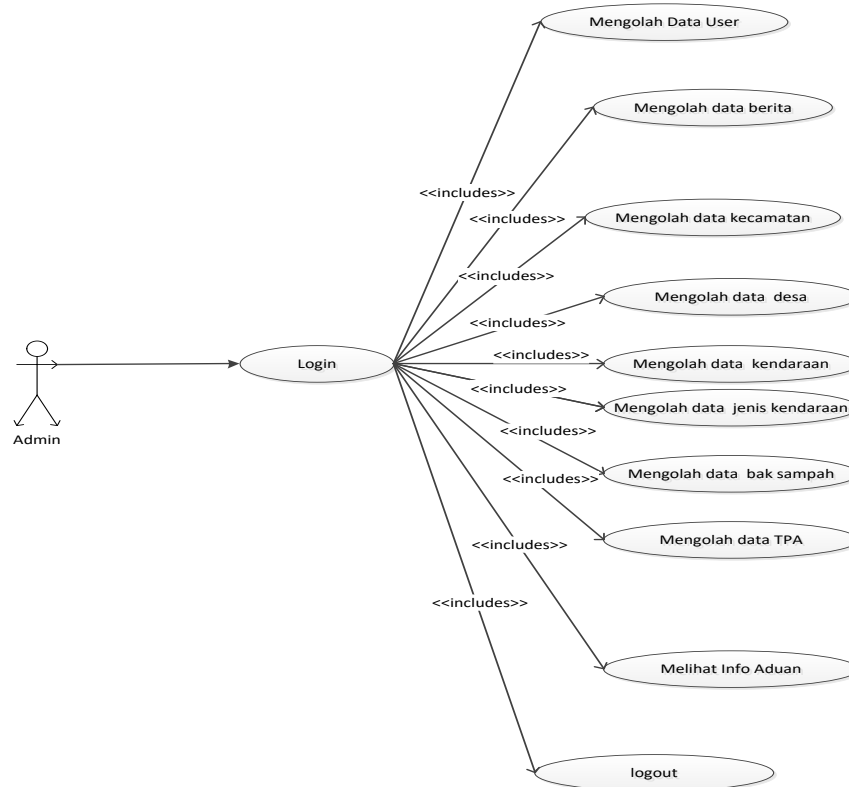 Mengolah Data User
Mengolah data berita
<<includes>>
<<includes>>
Mengolah data kecamatan
<<includes>>
Mengolah data desa
<<includes>>
<<includes>>
Login
Mengolah data kendaraan
<<includes>>
Mengolah data jenis kendaraan
<<includes>>
Admin
Mengolah data bak sampah
<<includes>>
Mengolah data TPA
<<includes>>
<<includes>>
Melihat Info Aduan
logout